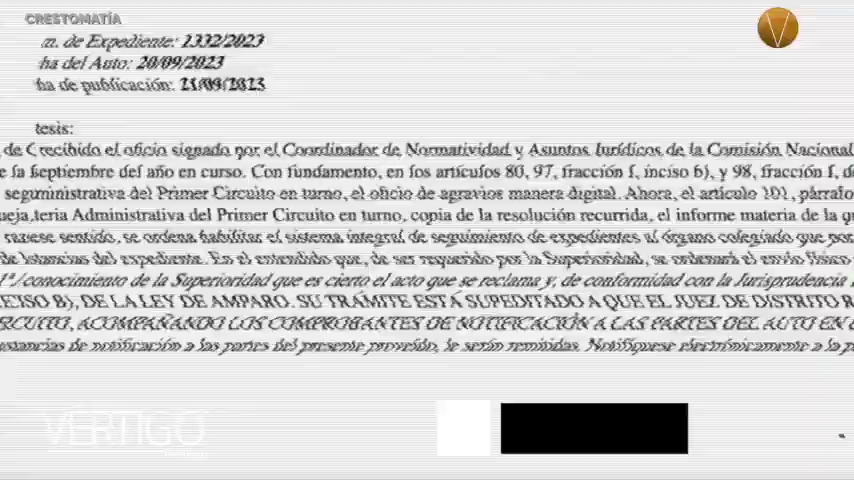 CRESTOMATÍA
V
m. de Expediente: 1332/2023
ha del Auto: 20/09/2023
ha de publicación: 21/09/2023
tesis:
de C recibido el oficio signado por el Coordinador de Normatividad y Asuntos Jurídicos de la Comisión Nacional
e la septiembre del año en curso. Con fundamento, en los artículos 80, 97, fracción I, inciso b), y 98, fracción I, d
seguministrativa del Primer Circuito en turno, el oficio de agravios manera digital. Ahora, el artículo 101, párrafo
ueja,teria Administrativa del Primer Circuito en turno, copia de la resolución recurrida, el informe materia de la qu
se sentido, se ordena habilitar el sistema integral de seguimiento de expedientes al órgano colegiado que por
de las del expediente. En el entendido que, de ser requerido por la Superioridad, se ordenará el envío físico
1ª/conocimiento de la Superioridad que es cierto el acto que se reclama y, de conformidad con la Jurisprudencia
CISO B), DE LA LEY DE AMPARO. SU TRÁMITE ESTÁ SUPEDITADO A QUE EL JUEZ DE DISTRITO R
RCUITO, ACOMPAÑANDO LOS COMPROBANTES DE NOTIFICACIÓN A LAS PARTES DEL AUTO EN
nstancias de notificación a las partes del presente proveído, le serán remitidas. Notifíquese electrónicamente a la p
VERTIGO